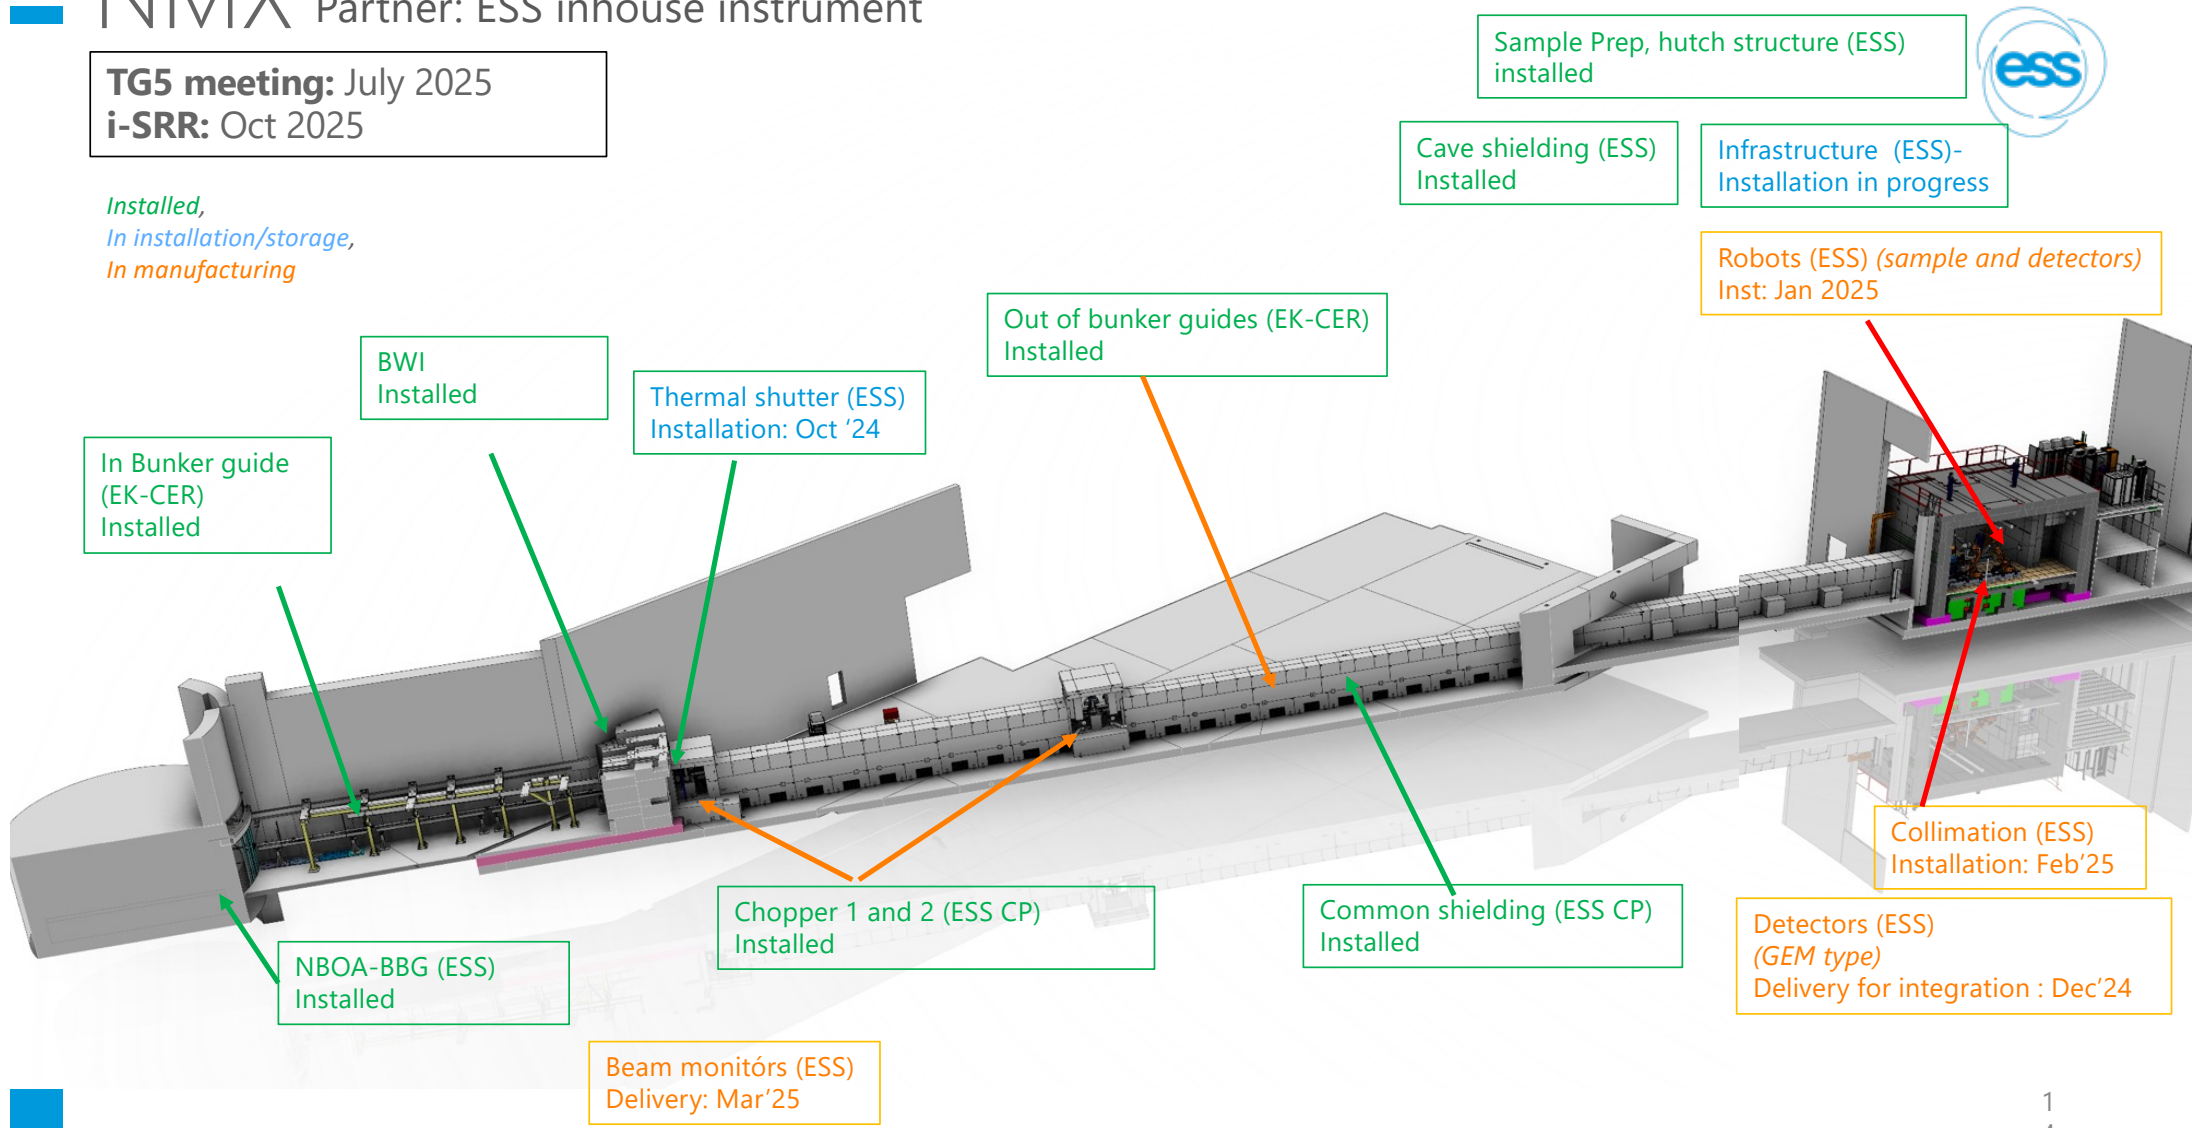 NMX Partner: ESS inhouse instrument
TG5 meeting: July 2025
i-SRR: Oct 2025
Installed,
In installation/storage,
In manufacturing
Sample Prep, hutch structure (ESS)
installed
ess
Cave shielding (ESS)
Installed
Infrastructure  (ESS)-
Installation in progress
Robots (ESS) (sample and detectors)
Inst: Jan 2025
Out of bunker guides (EK-CER)
Installed
BWI
Installed
Thermal shutter (ESS)
Installation: Oct ‘24
In Bunker guide
(EK-CER)
Installed
Collimation (ESS)
Installation: Feb’25
Chopper 1 and 2 (ESS CP)
Installed
Common shielding (ESS CP)
Installed
Detectors (ESS)
(GEM type)
Delivery for integration : Dec’24
NBOA-BBG (ESS)
Installed
Beam monitórs (ESS)
Delivery: Mar’25
1